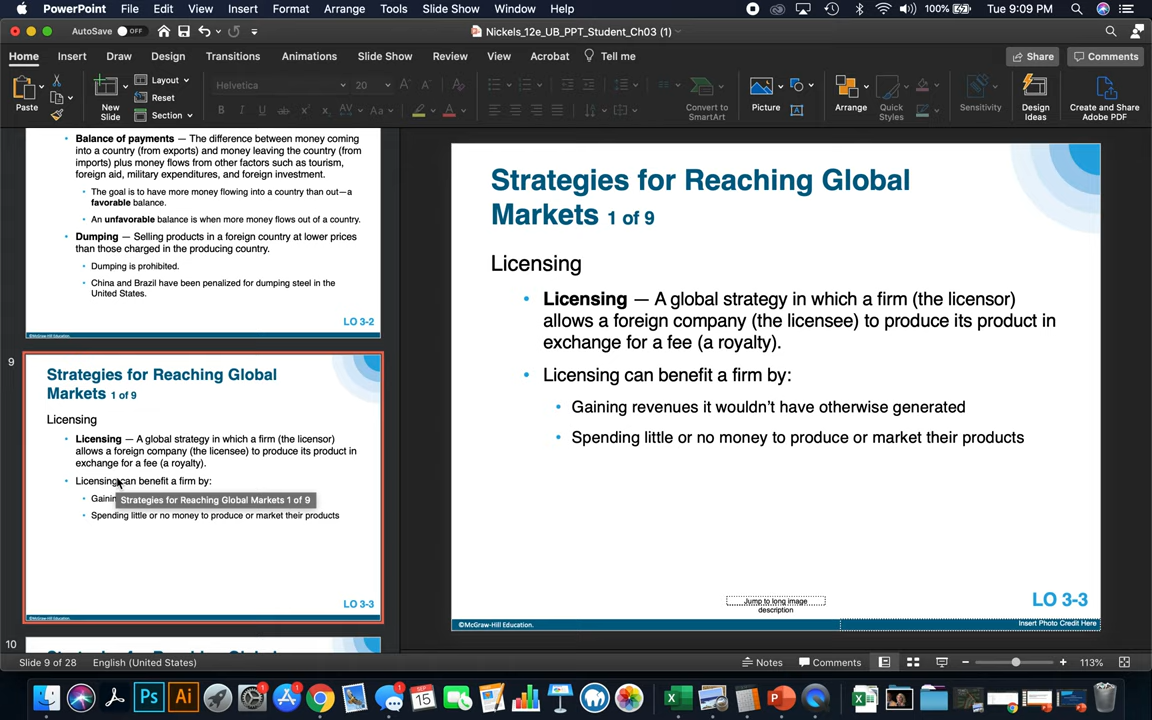 PowerPoint File Edit View Insert Format Arrange Tools Slide Show Window Help 100% Tue 9:09 PM
AutoSave OFF Nickels_12e_UB_PPT_Student_Ch03 (1)
Home Insert Draw Design Transitions Animations Slide Show Review View Acrobat Tell me Share Comments
Paste New Slide Layout Reset Section Helvetica 20 Convert to SmartArt Picture Arrange Quick Styles Sensitivity Design Ideas Create and Share Adobe PDF
• Balance of payments — The difference between money coming
into a country (from exports) and money leaving the country (from
imports) plus money flows from other factors such as tourism,
foreign aid, military expenditures, and foreign investment.
• The goal is to have more money flowing into a country than out—a
favorable balance.
• An unfavorable balance is when more money flows out of a country.
• Dumping — Selling products in a foreign country at lower prices
than those charged in the producing country.
• Dumping is prohibited.
• China and Brazil have been penalized for dumping steel in the
United States.
LO 3-2
©McGraw-Hill Education.
9
Strategies for Reaching Global
Markets 1 of 9
Licensing
• Licensing — A global strategy in which a firm (the licensor)
allows a foreign company (the licensee) to produce its product in
exchange for a fee (a royalty).
• Licensing can benefit a firm by:
• Gainin
Strategies for Reaching Global Markets 1 of 9
• Spending little or no money to produce or market their products
LO 3-3
©McGraw-Hill Education.
10
Strategies for Reaching Global
Strategies for Reaching Global
Markets 1 of 9
Licensing
• Licensing — A global strategy in which a firm (the licensor)
allows a foreign company (the licensee) to produce its product in
exchange for a fee (a royalty).
• Licensing can benefit a firm by:
• Gaining revenues it wouldn't have otherwise generated
• Spending little or no money to produce or market their products
Jump to long image
description
LO 3-3
©McGraw-Hill Education.
Insert Photo Credit Here
Slide 9 of 28 English (United States) Notes Comments 113%